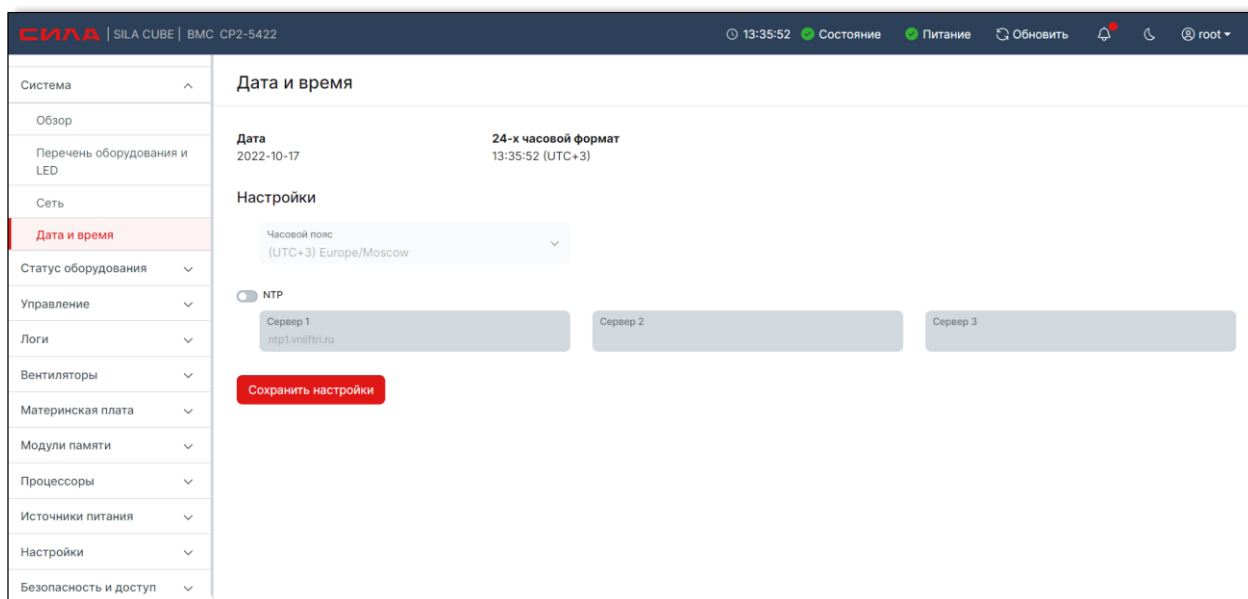 СИЛА | SILA CUBE | BMC CP2-5422
13:35:52 Состояние Питание Обновить root
Система
Обзор
Перечень оборудования и
LED
Сеть
Дата и время
Статус оборудования
Управление
Логи
Вентиляторы
Материнская плата
Модули памяти
Процессоры
Источники питания
Настройки
Безопасность и доступ
Дата и время
Дата
2022-10-17
24-х часовой формат
13:35:52 (UTC+3)
Настройки
Часовой пояс
(UTC+3) Europe/Moscow
NTP
Сервер 1
ntp1.vniiftri.ru
Сервер 2
Сервер 3
Сохранить настройки